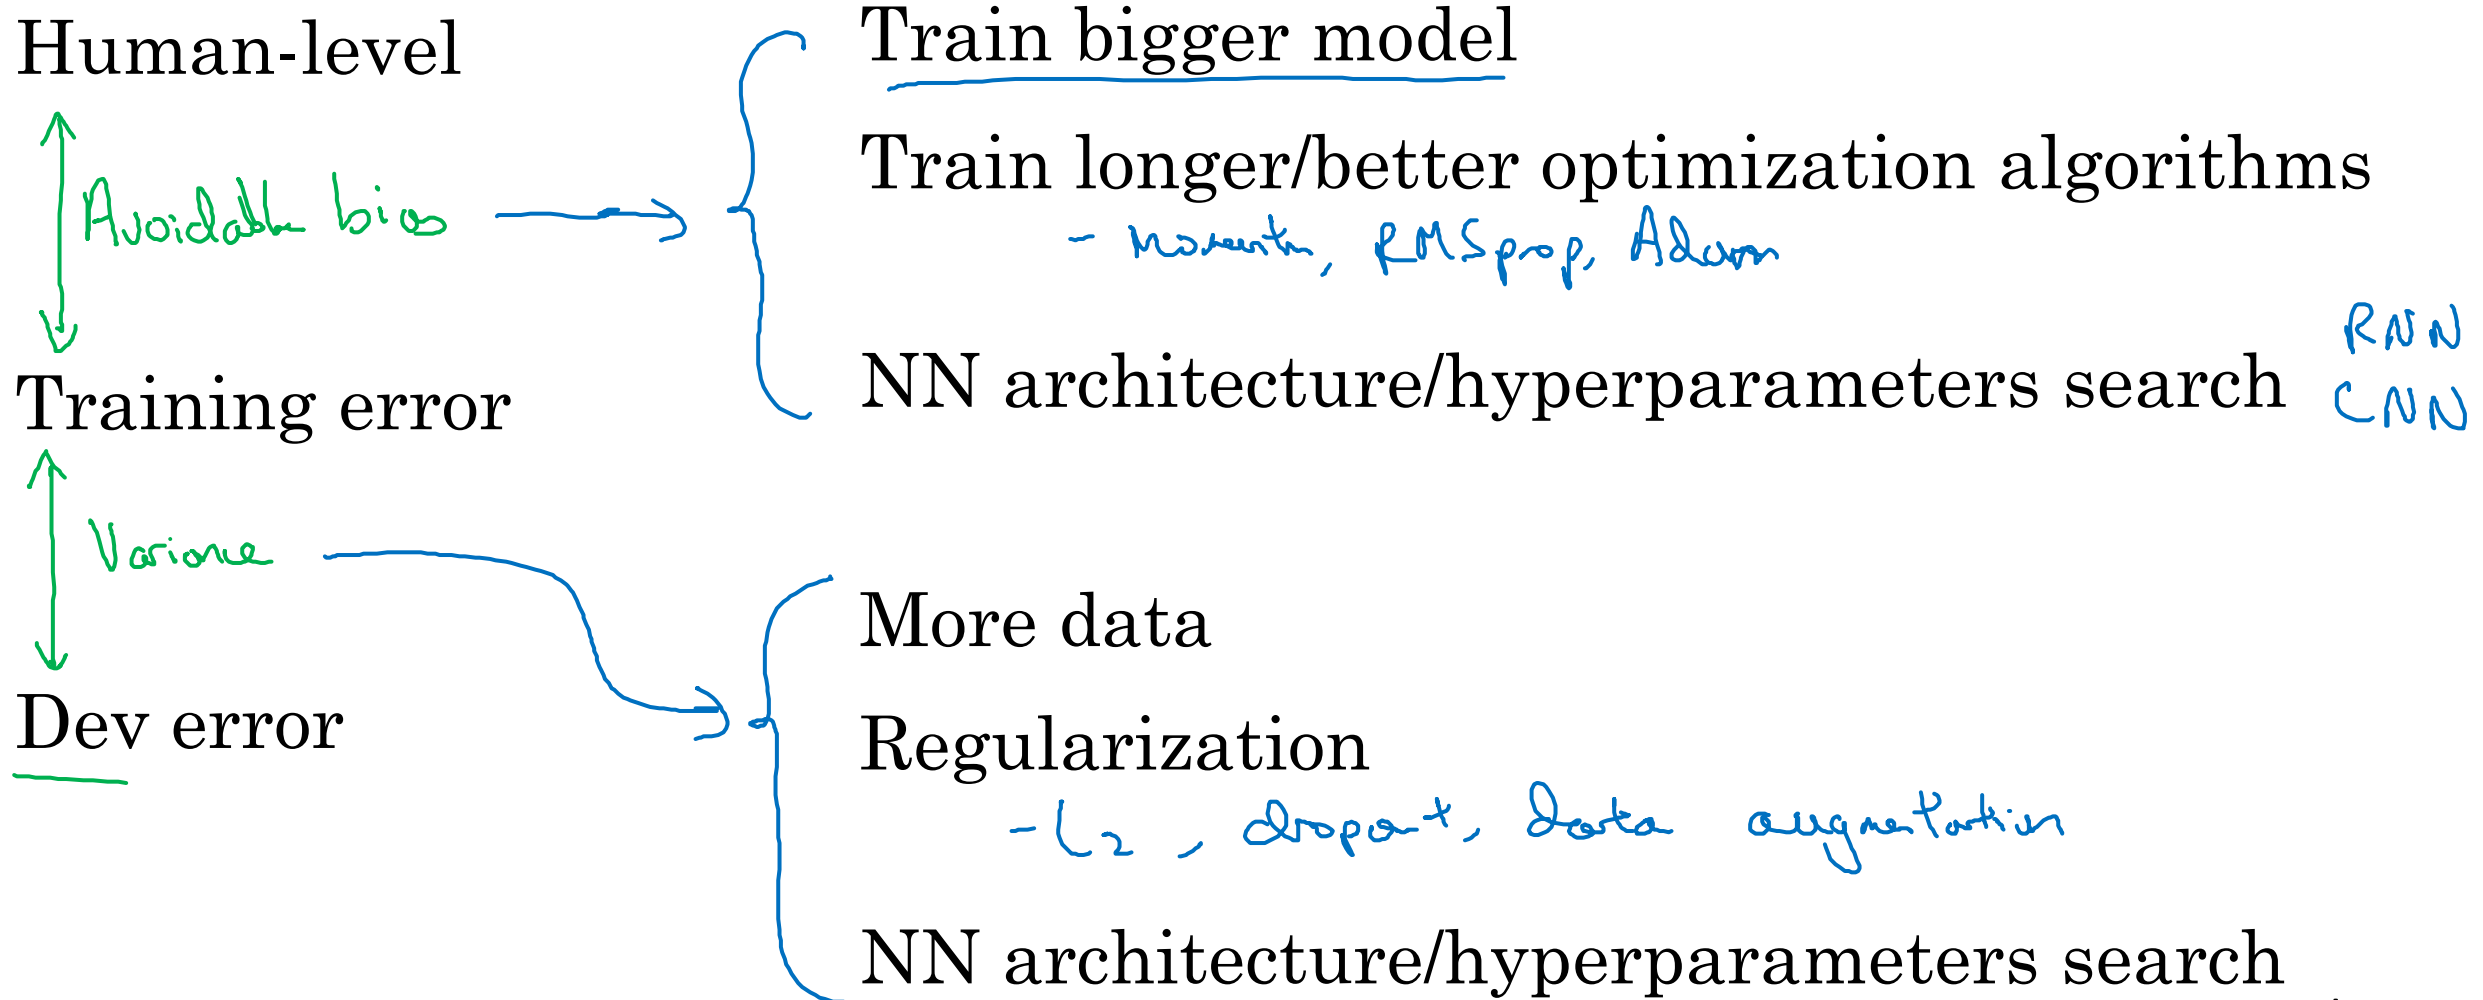 Human-level
Avoidable bias
Training error
Variance
Dev error
Train bigger model
Train longer/better optimization algorithms
- momentum, RMSprop, Adam
NN architecture/hyperparameters search
RNN
CNN
More data
Regularization
- L2, dropout, data augmentation
NN architecture/hyperparameters search